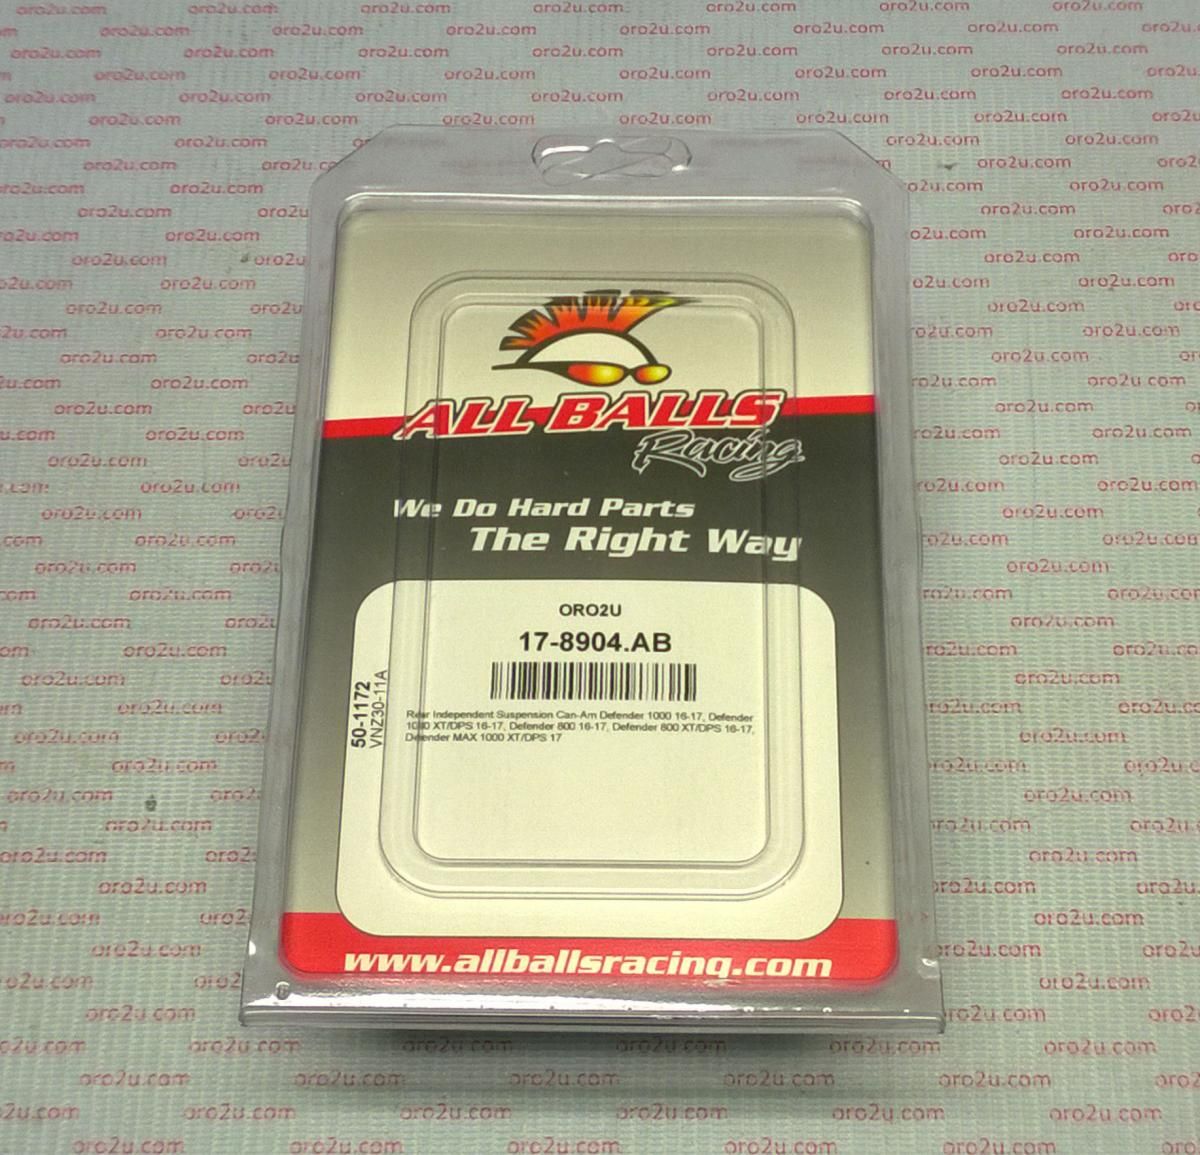 ALL BALLS
Racing
We Do Hard Parts
The Right Way
ORO2U
17-8904.AB
50-1172
VNZ30-11A
Rear Independent Suspension Can-Am Defender 1000 16-17, Defender
1000 XT/DPS 16-17, Defender 800 16-17, Defender 800 XT/DPS 16-17,
Defender MAX 1000 XT/DPS 17
www.allballsracing.com
oro2u.com